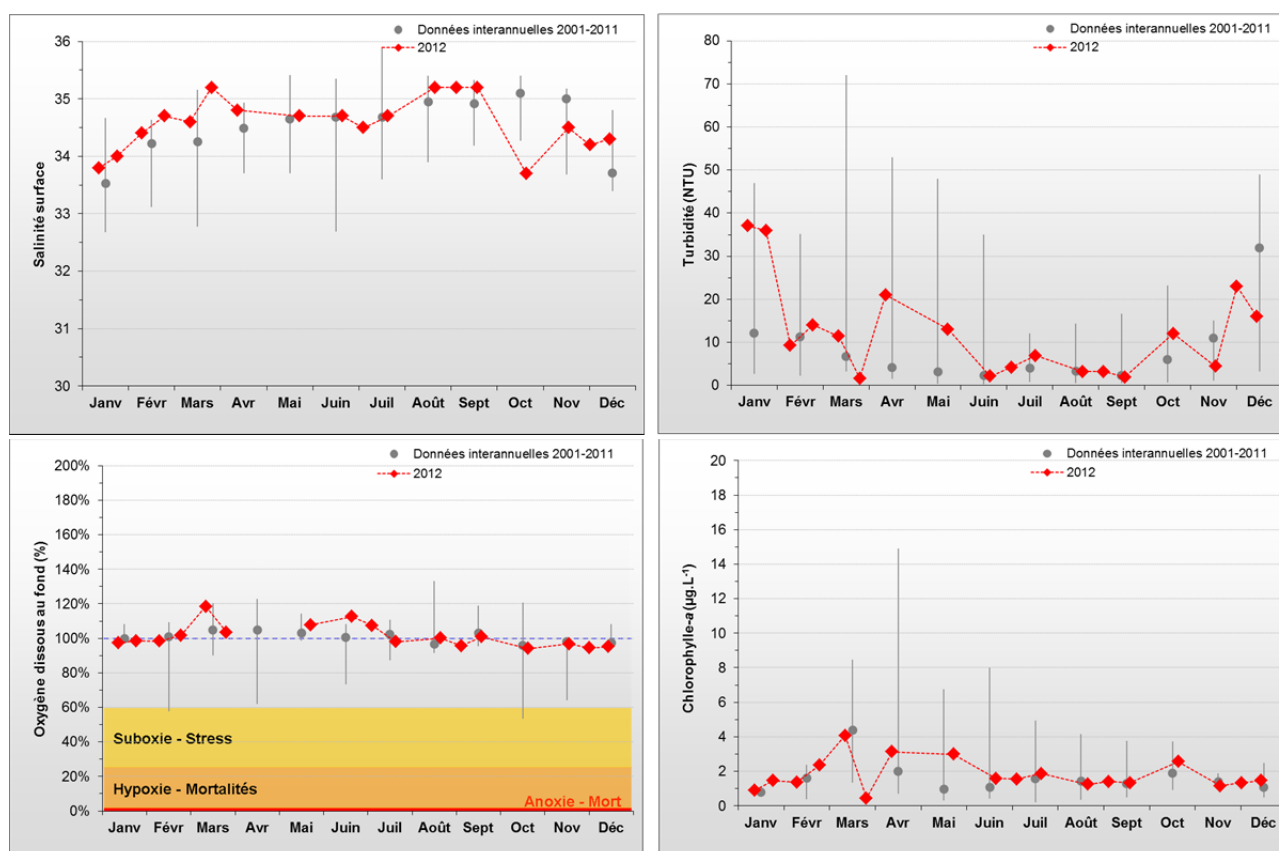 Données interannuelles 2001-2011
2012
Salinité surface
36
35
34
33
32
31
30
Janv Févr Mars Avr Mai Juin Juil Août Sept Oct Nov Déc
Données interannuelles 2001-2011
2012
Turbidité (NTU)
80
70
60
50
40
30
20
10
0
Janv Févr Mars Avr Mai Juin Juil Août Sept Oct Nov Déc
Données interannuelles 2001-2011
2012
Oxygène dissous au fond (%)
200%
180%
160%
140%
120%
100%
80%
60%
40%
20%
0%
Suboxie - Stress
Hypoxie - Mortalités
Anoxie - Mort
Janv Févr Mars Avr Mai Juin Juil Août Sept Oct Nov Déc
Données interannuelles 2001-2011
2012
Chlorophylle-a (µg.L⁻¹)
20
18
16
14
12
10
8
6
4
2
0
Janv Févr Mars Avr Mai Juin Juil Août Sept Oct Nov Déc